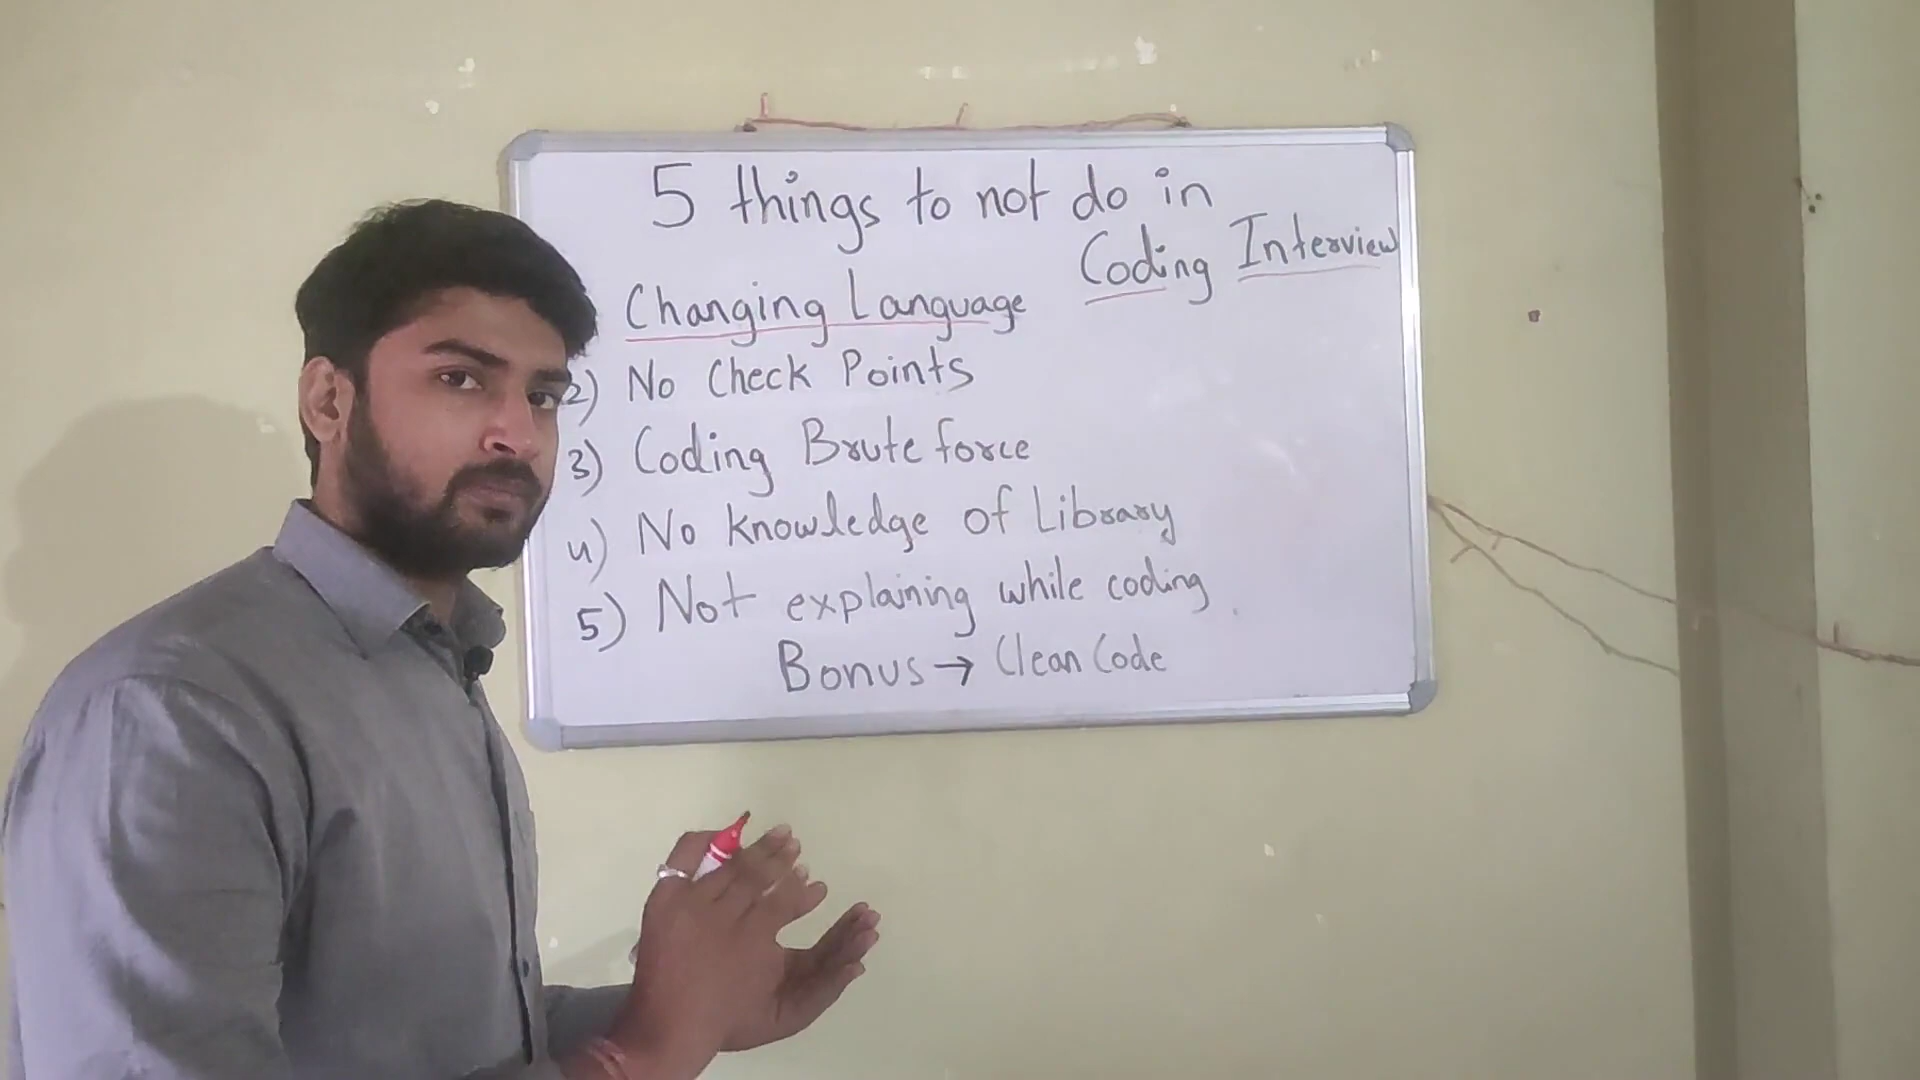 5 things to not do in
Coding Interview
Changing Language
2) No Check Points
3) Coding Brute force
4) No knowledge of Library
5) Not explaining while coding
Bonus → Clean Code